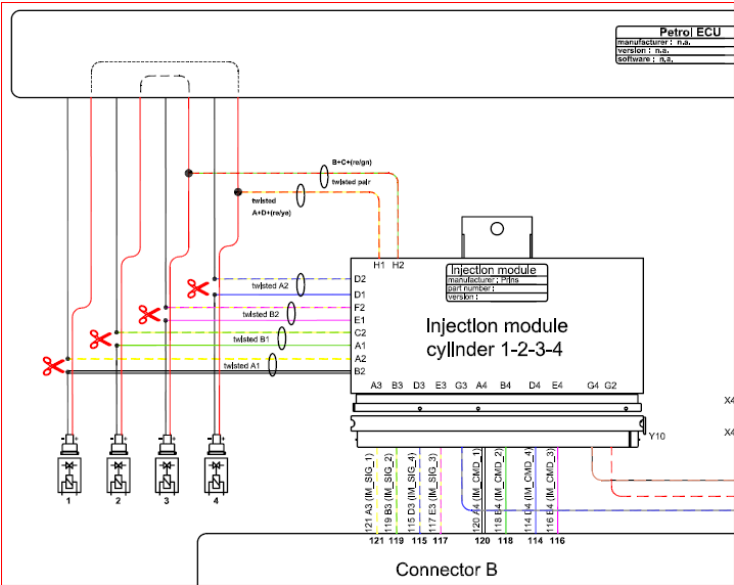 Petrol ECU
manufacturer : n.a.
version : n.a.
software : n.a.
B+C+(re/gn)
twisted pair
twisted
A+D+(re/ye)
H1 H2
Injection module
manufacturer : Prins
part number :
version :
D2
twisted A2
D1
F2
twisted B2
E1
C2
twisted B1
A1
A2
twisted A1
B2
Injection module
cylinder 1-2-3-4
A3 B3 D3 E3 G3 A4 B4 D4 E4 G4 G2
X4
X4
Y10
- +
- +
- +
- +
1 2 3 4
121 A3 (IM_SIG_1)
119 B3 (IM_SIG_2)
115 D3 (IM_SIG_4)
117 E3 (IM_SIG_3)
120 A4 (IM_CMD_1)
118 B4 (IM_CMD_2)
114 D4 (IM_CMD_4)
116 E4 (IM_CMD_3)
121 119 115 117 120 118 114 116
Connector B